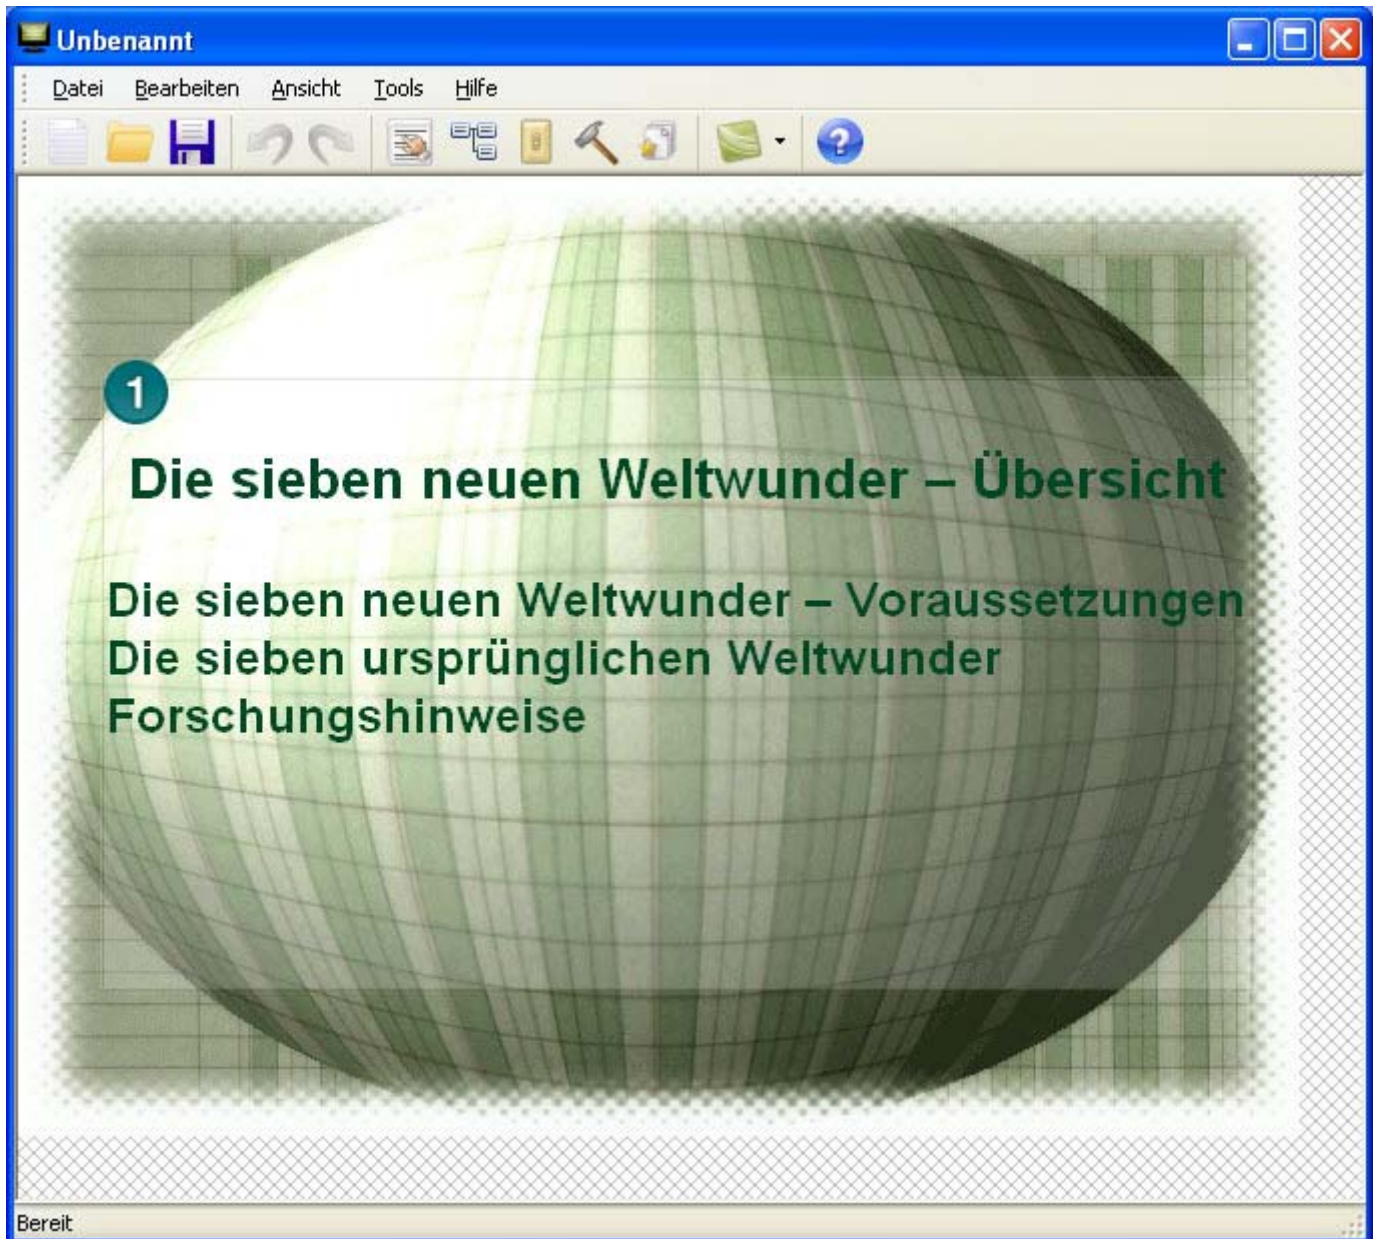 Unbenannt
Datei Bearbeiten Ansicht Tools Hilfe
1
Die sieben neuen Weltwunder – Übersicht
Die sieben neuen Weltwunder – Voraussetzungen
Die sieben ursprünglichen Weltwunder
Forschungshinweise
Bereit